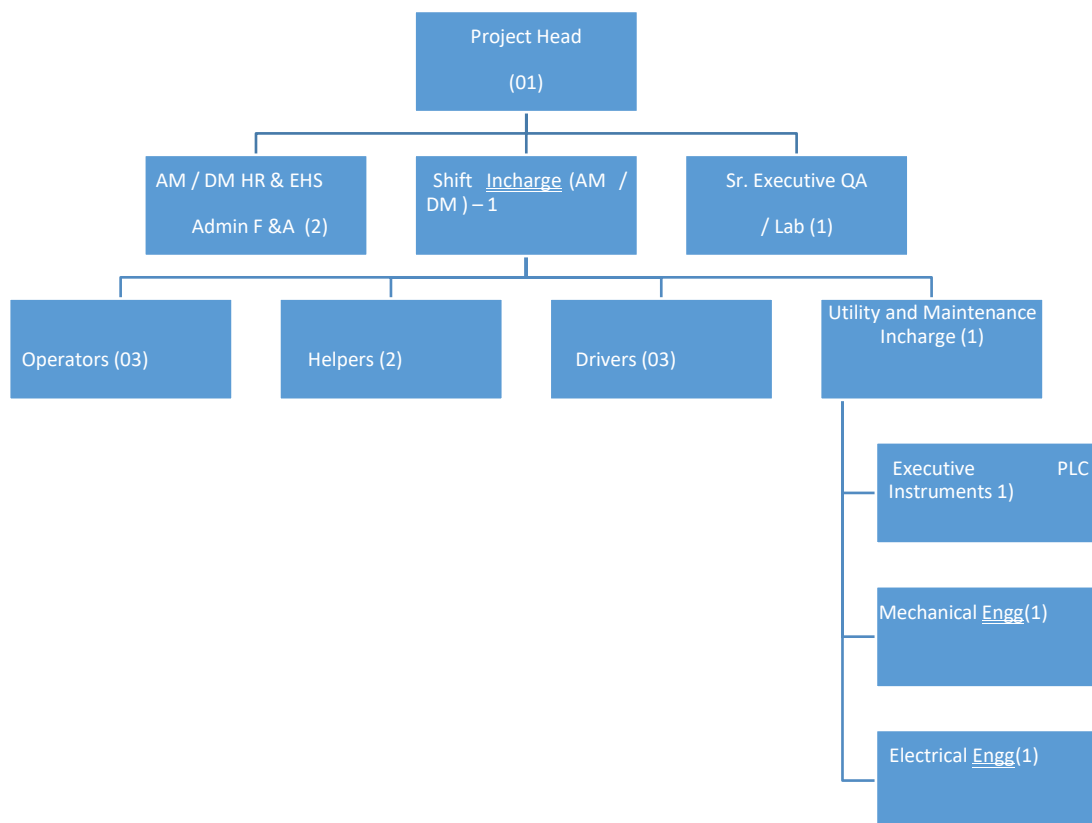 Project Head
(01)
AM / DM HR & EHS
Admin F &A (2)
Shift Incharge (AM /
DM ) – 1
Sr. Executive QA
/ Lab (1)
Operators (03)
Helpers (2)
Drivers (03)
Utility and Maintenance
Incharge (1)
Executive PLC
Instruments 1)
Mechanical Engg(1)
Electrical Engg(1)